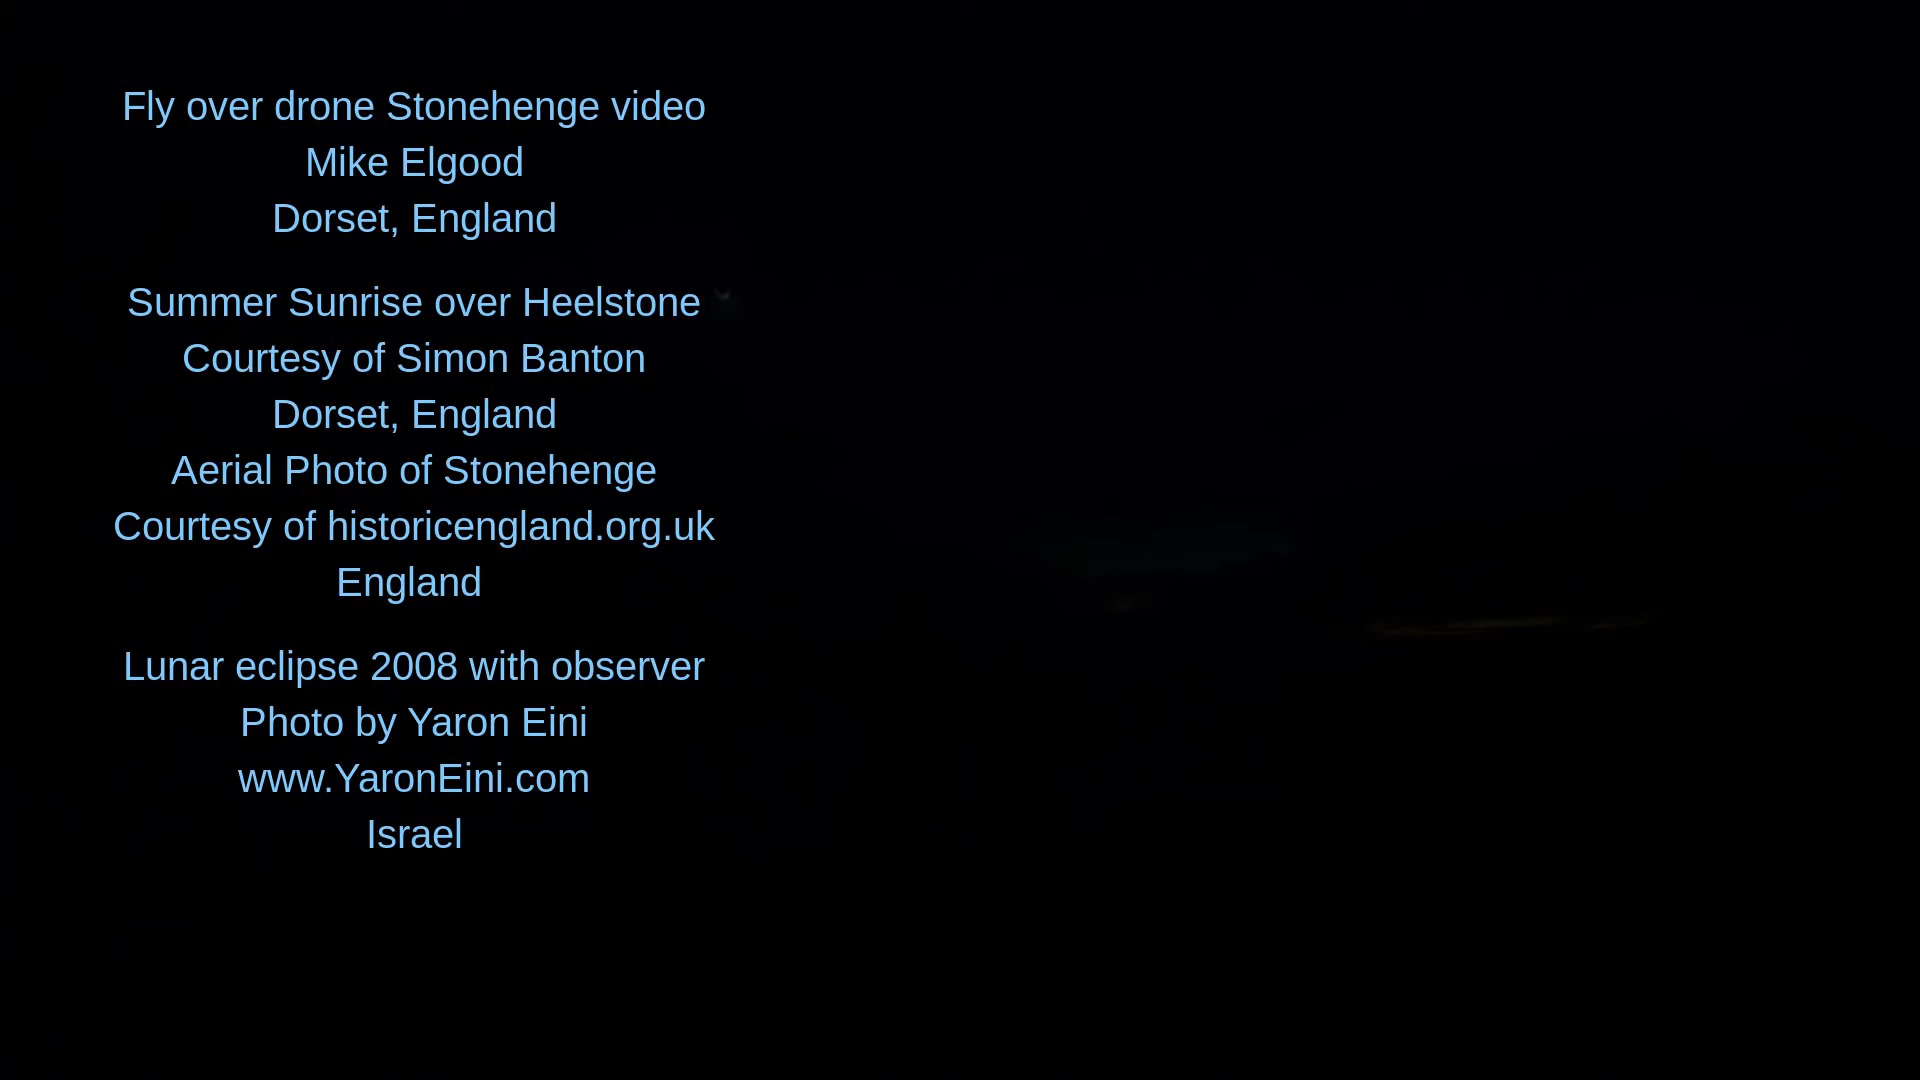 Fly over drone Stonehenge video
Mike Elgood
Dorset, England
Summer Sunrise over Heelstone
Courtesy of Simon Banton
Dorset, England
Aerial Photo of Stonehenge
Courtesy of historicengland.org.uk
England
Lunar eclipse 2008 with observer
Photo by Yaron Eini
www.YaronEini.com
Israel